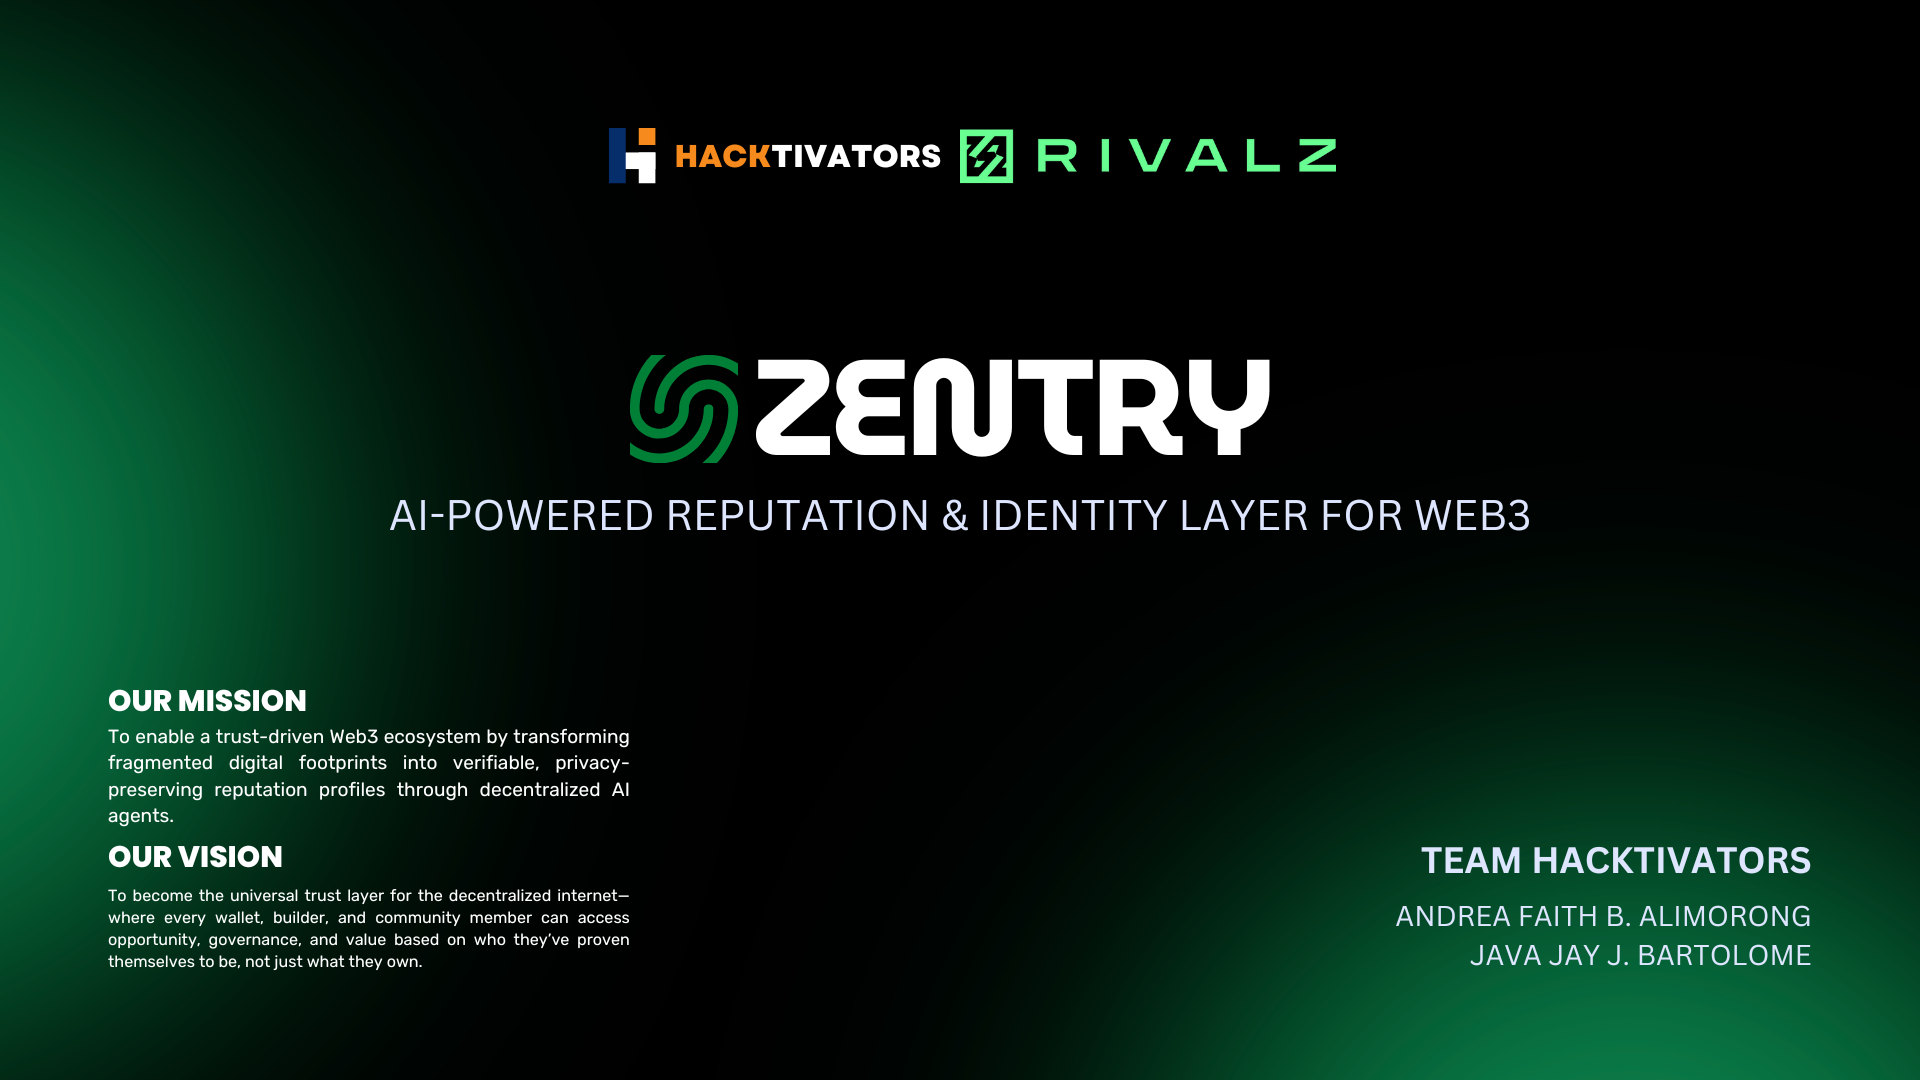 HACKTIVATORS RIVALZ
ZENTRY
AI-POWERED REPUTATION & IDENTITY LAYER FOR WEB3
OUR MISSION
To enable a trust-driven Web3 ecosystem by transforming
fragmented digital footprints into verifiable, privacy-
preserving reputation profiles through decentralized AI
agents.
OUR VISION
To become the universal trust layer for the decentralized internet—
where every wallet, builder, and community member can access
opportunity, governance, and value based on who they’ve proven
themselves to be, not just what they own.
TEAM HACKTIVATORS
ANDREA FAITH B. ALIMORONG
JAVA JAY J. BARTOLOME